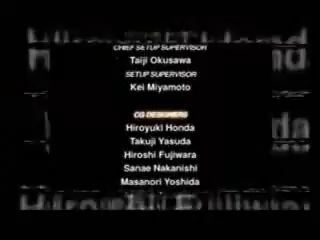 CHIEF SETUP SUPERVISOR
Taiji Okusawa
SETUP SUPERVISOR
Kei Miyamoto
CG DESIGNERS
Hiroyuki Honda
Takuji Yasuda
Hiroshi Fujiwara
Sanae Nakanishi
Masanori Yoshida